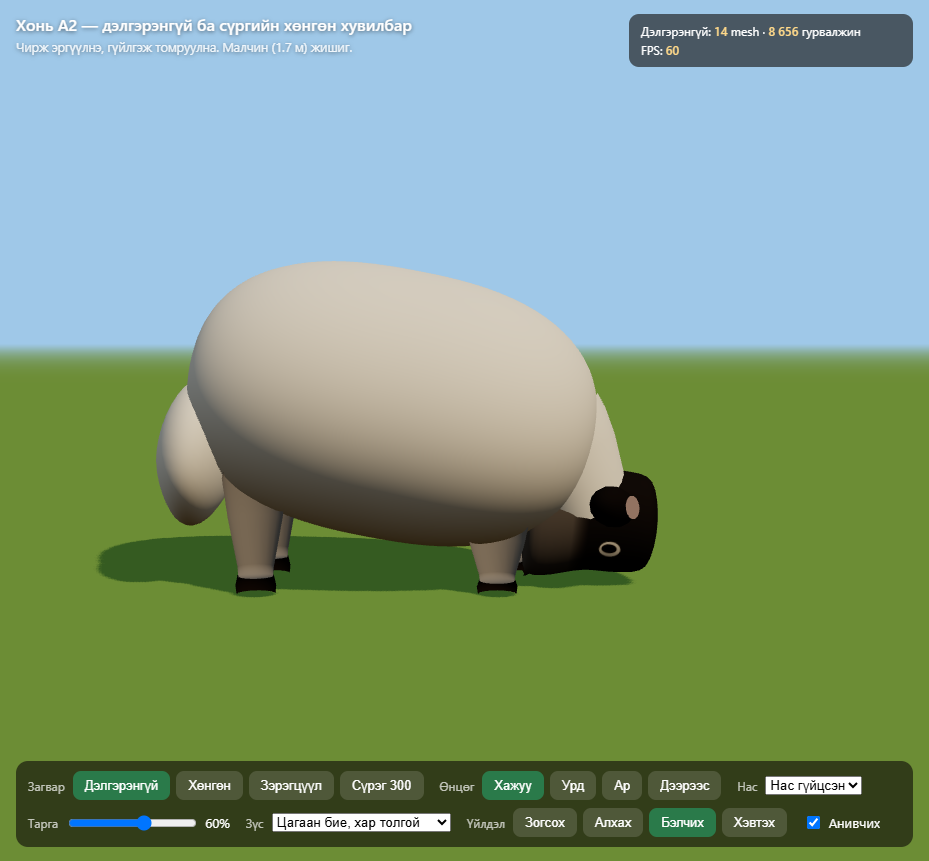 Хонь A2 — дэлгэрэнгүй ба сүргийн хөнгөн хувилбар
Чирж эргүүлнэ, гүйлгэж томруулна. Малчин (1.7 м) жишиг.
Дэлгэрэнгүй: 14 mesh · 8 656 гурвалжин
FPS: 60
Загвар Дэлгэрэнгүй Хөнгөн Зэрэгцүүл Сүрэг 300 Өнцөг Хажуу Урд Ар Дээрээс Нас Нас гүйцсэн
Тарга 60% Зүс Цагаан бие, хар толгой Үйлдэл Зогсох Алхах Бэлчих Хэвтэх Анивчих